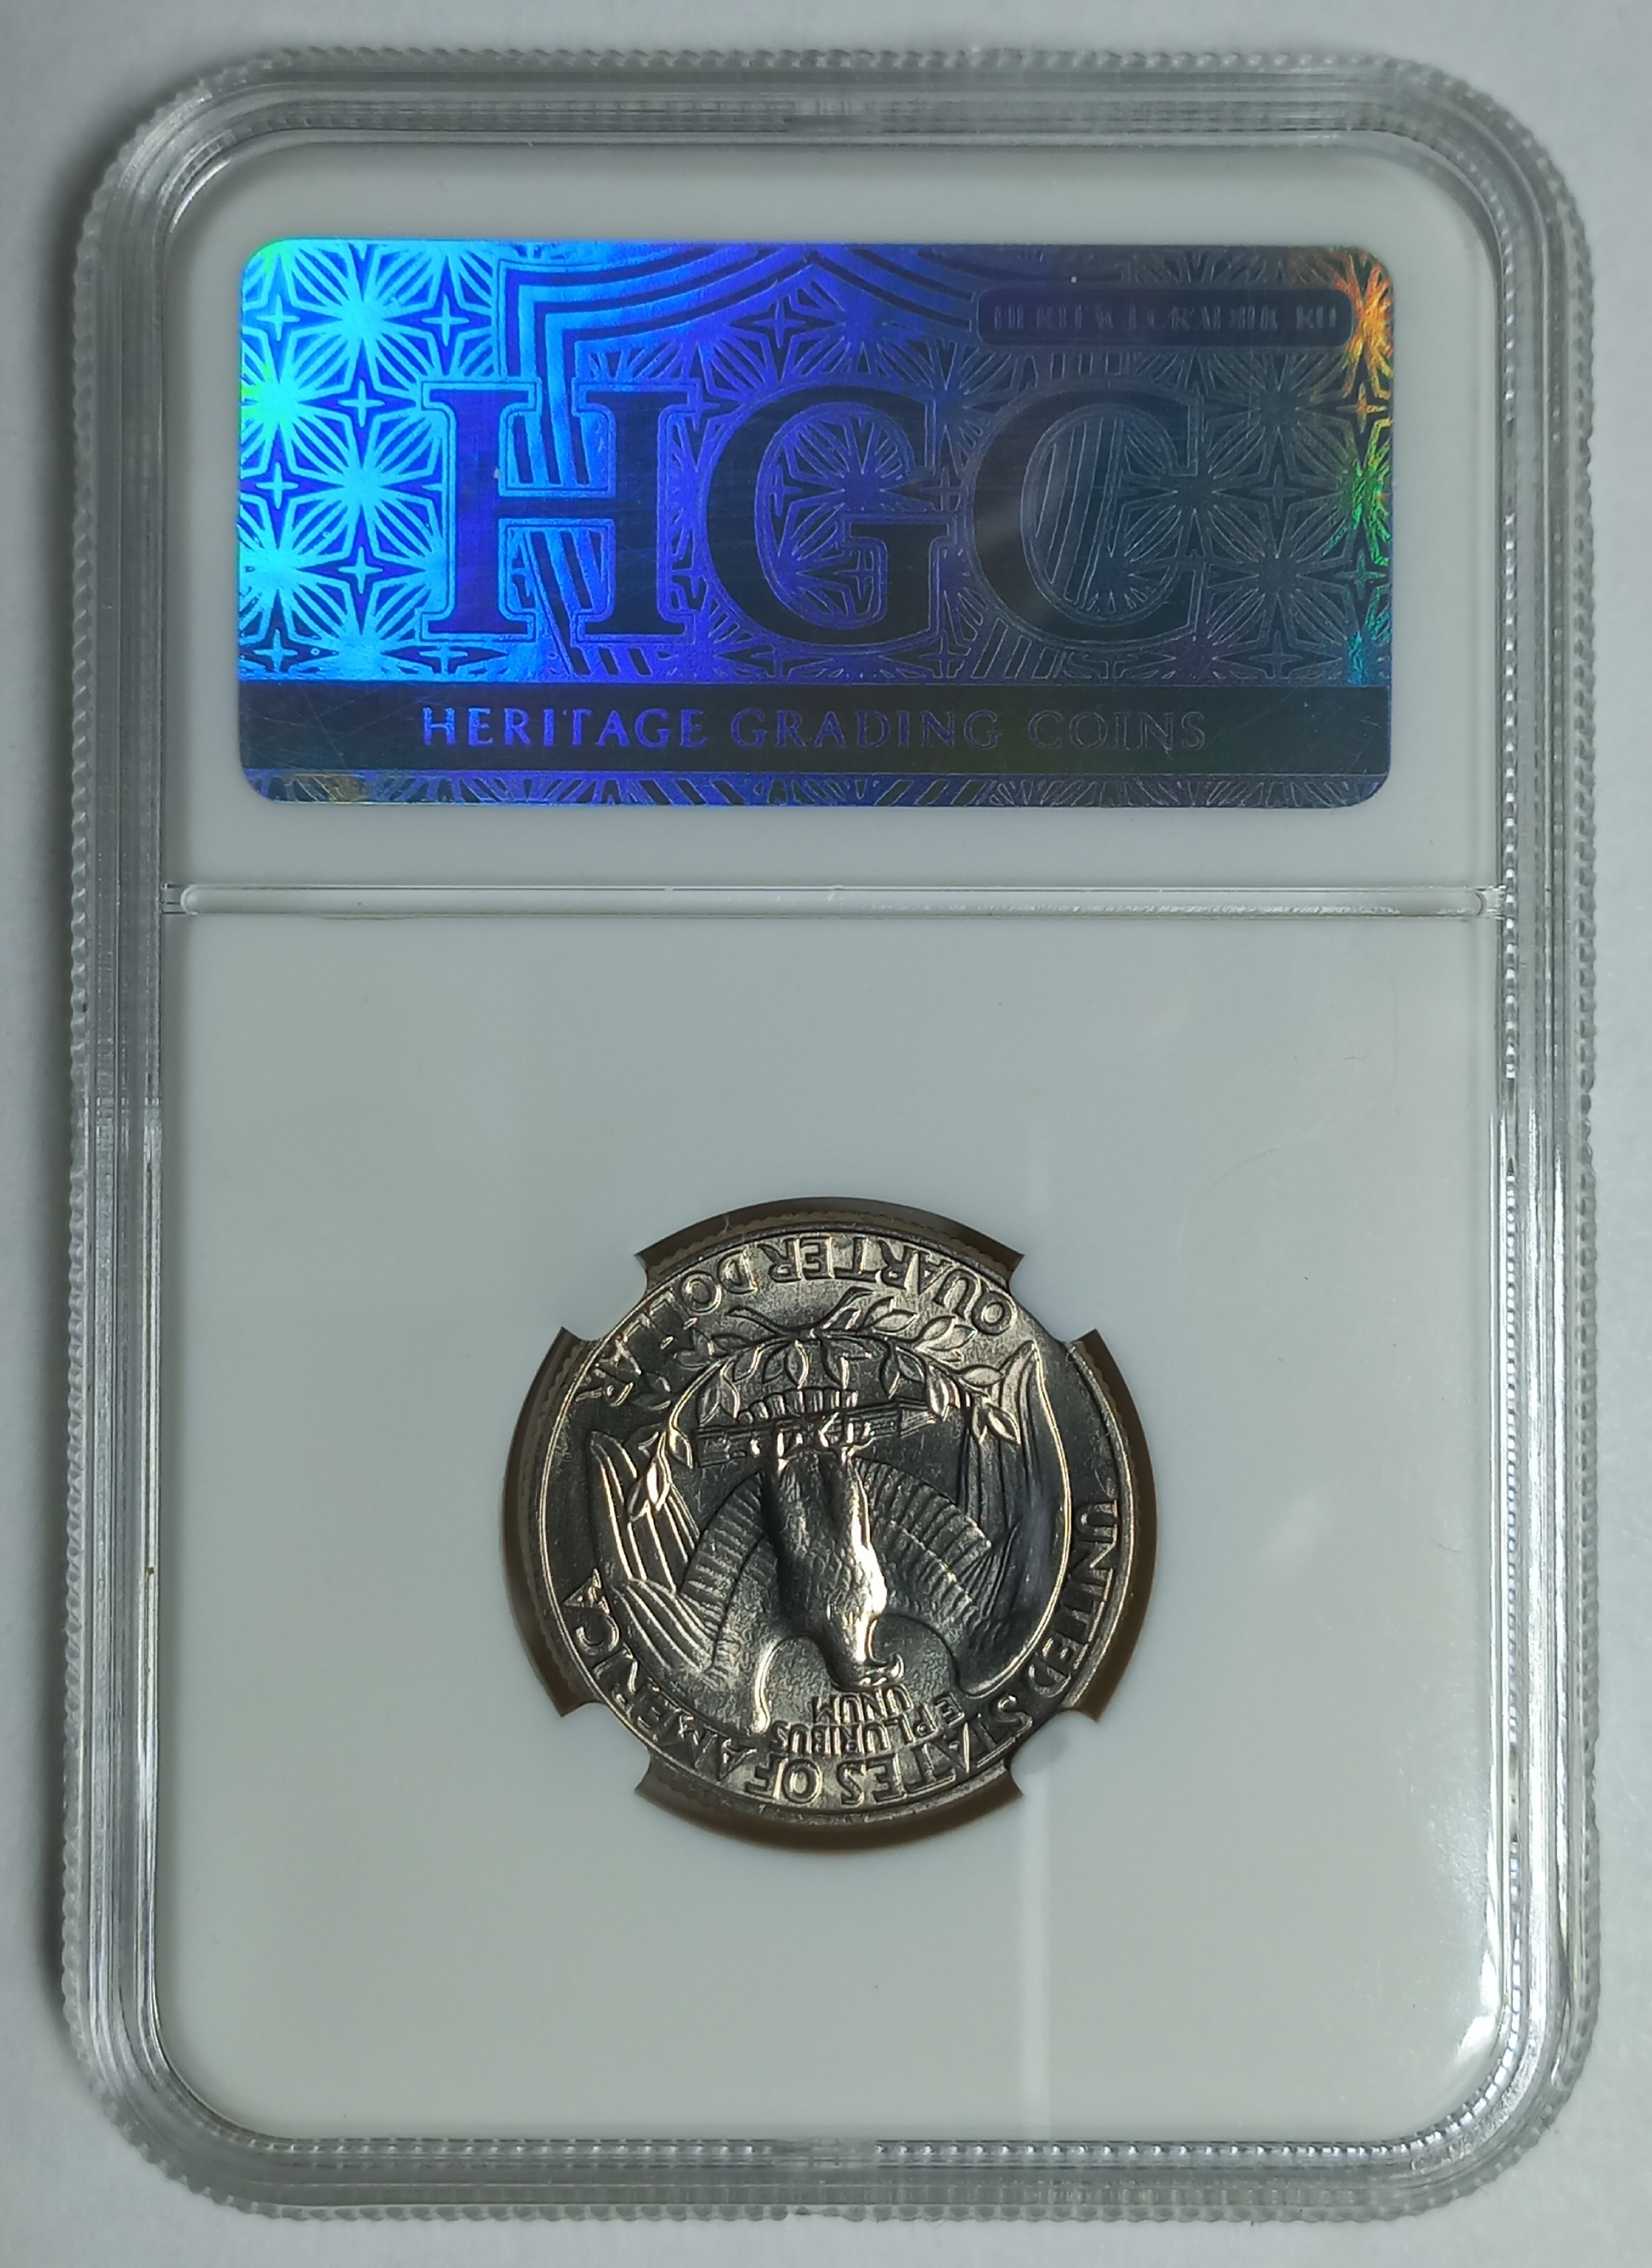 HGC
HERITAGE GRADING COINS
QUARTER DOLLAR
E PLURIBUS
UNUM
UNITED STATES OF AMERICA